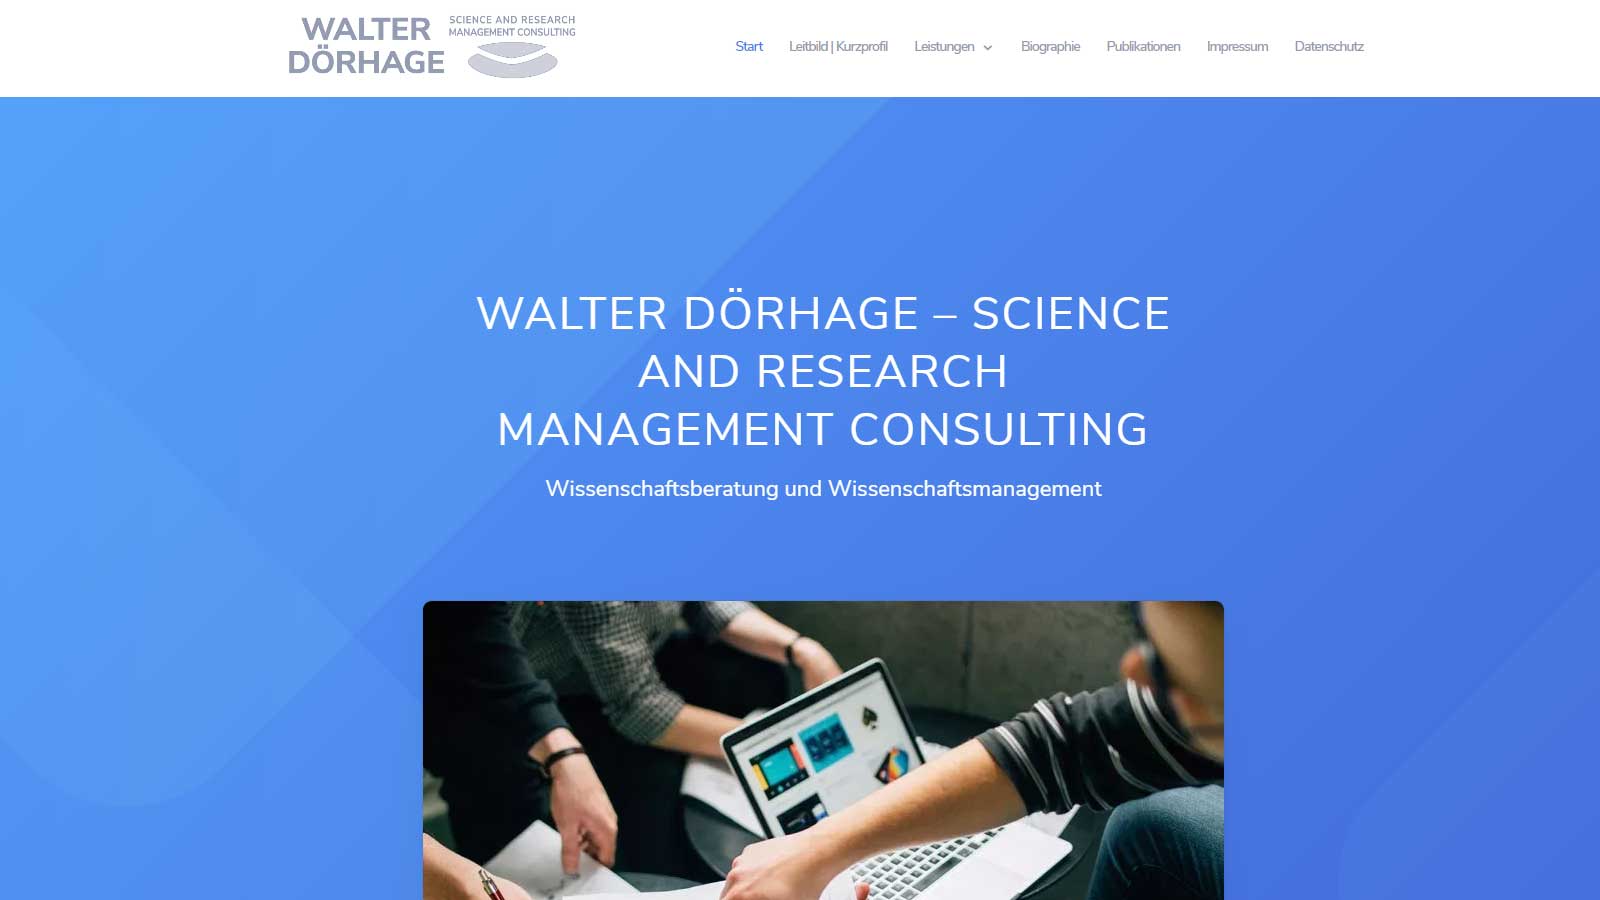 WALTER
DÖRHAGE
SCIENCE AND RESEARCH
MANAGEMENT CONSULTING
Start Leitbild | Kurzprofil Leistungen Biographie Publikationen Impressum Datenschutz
WALTER DÖRHAGE – SCIENCE
AND RESEARCH
MANAGEMENT CONSULTING
Wissenschaftsberatung und Wissenschaftsmanagement